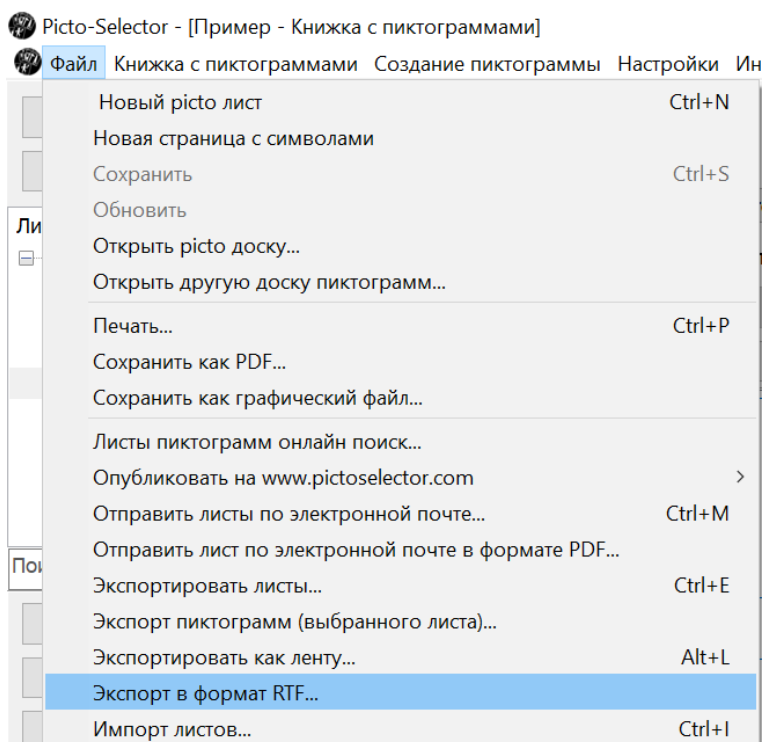 Picto-Selector - [Пример - Книжка с пиктограммами]
Файл Книжка с пиктограммами Создание пиктограммы Настройки Ин
Новый picto лист Ctrl+N
Новая страница с символами
Сохранить Ctrl+S
Обновить
Ли
Открыть picto доску...
Открыть другую доску пиктограмм...
Печать... Ctrl+P
Сохранить как PDF...
Сохранить как графический файл...
Листы пиктограмм онлайн поиск...
Опубликовать на www.pictoselector.com >
Отправить листы по электронной почте... Ctrl+M
Отправить лист по электронной почте в формате PDF...
Пои
Экспортировать листы... Ctrl+E
Экспорт пиктограмм (выбранного листа)...
Экспортировать как ленту... Alt+L
Экспорт в формат RTF...
Импорт листов... Ctrl+I